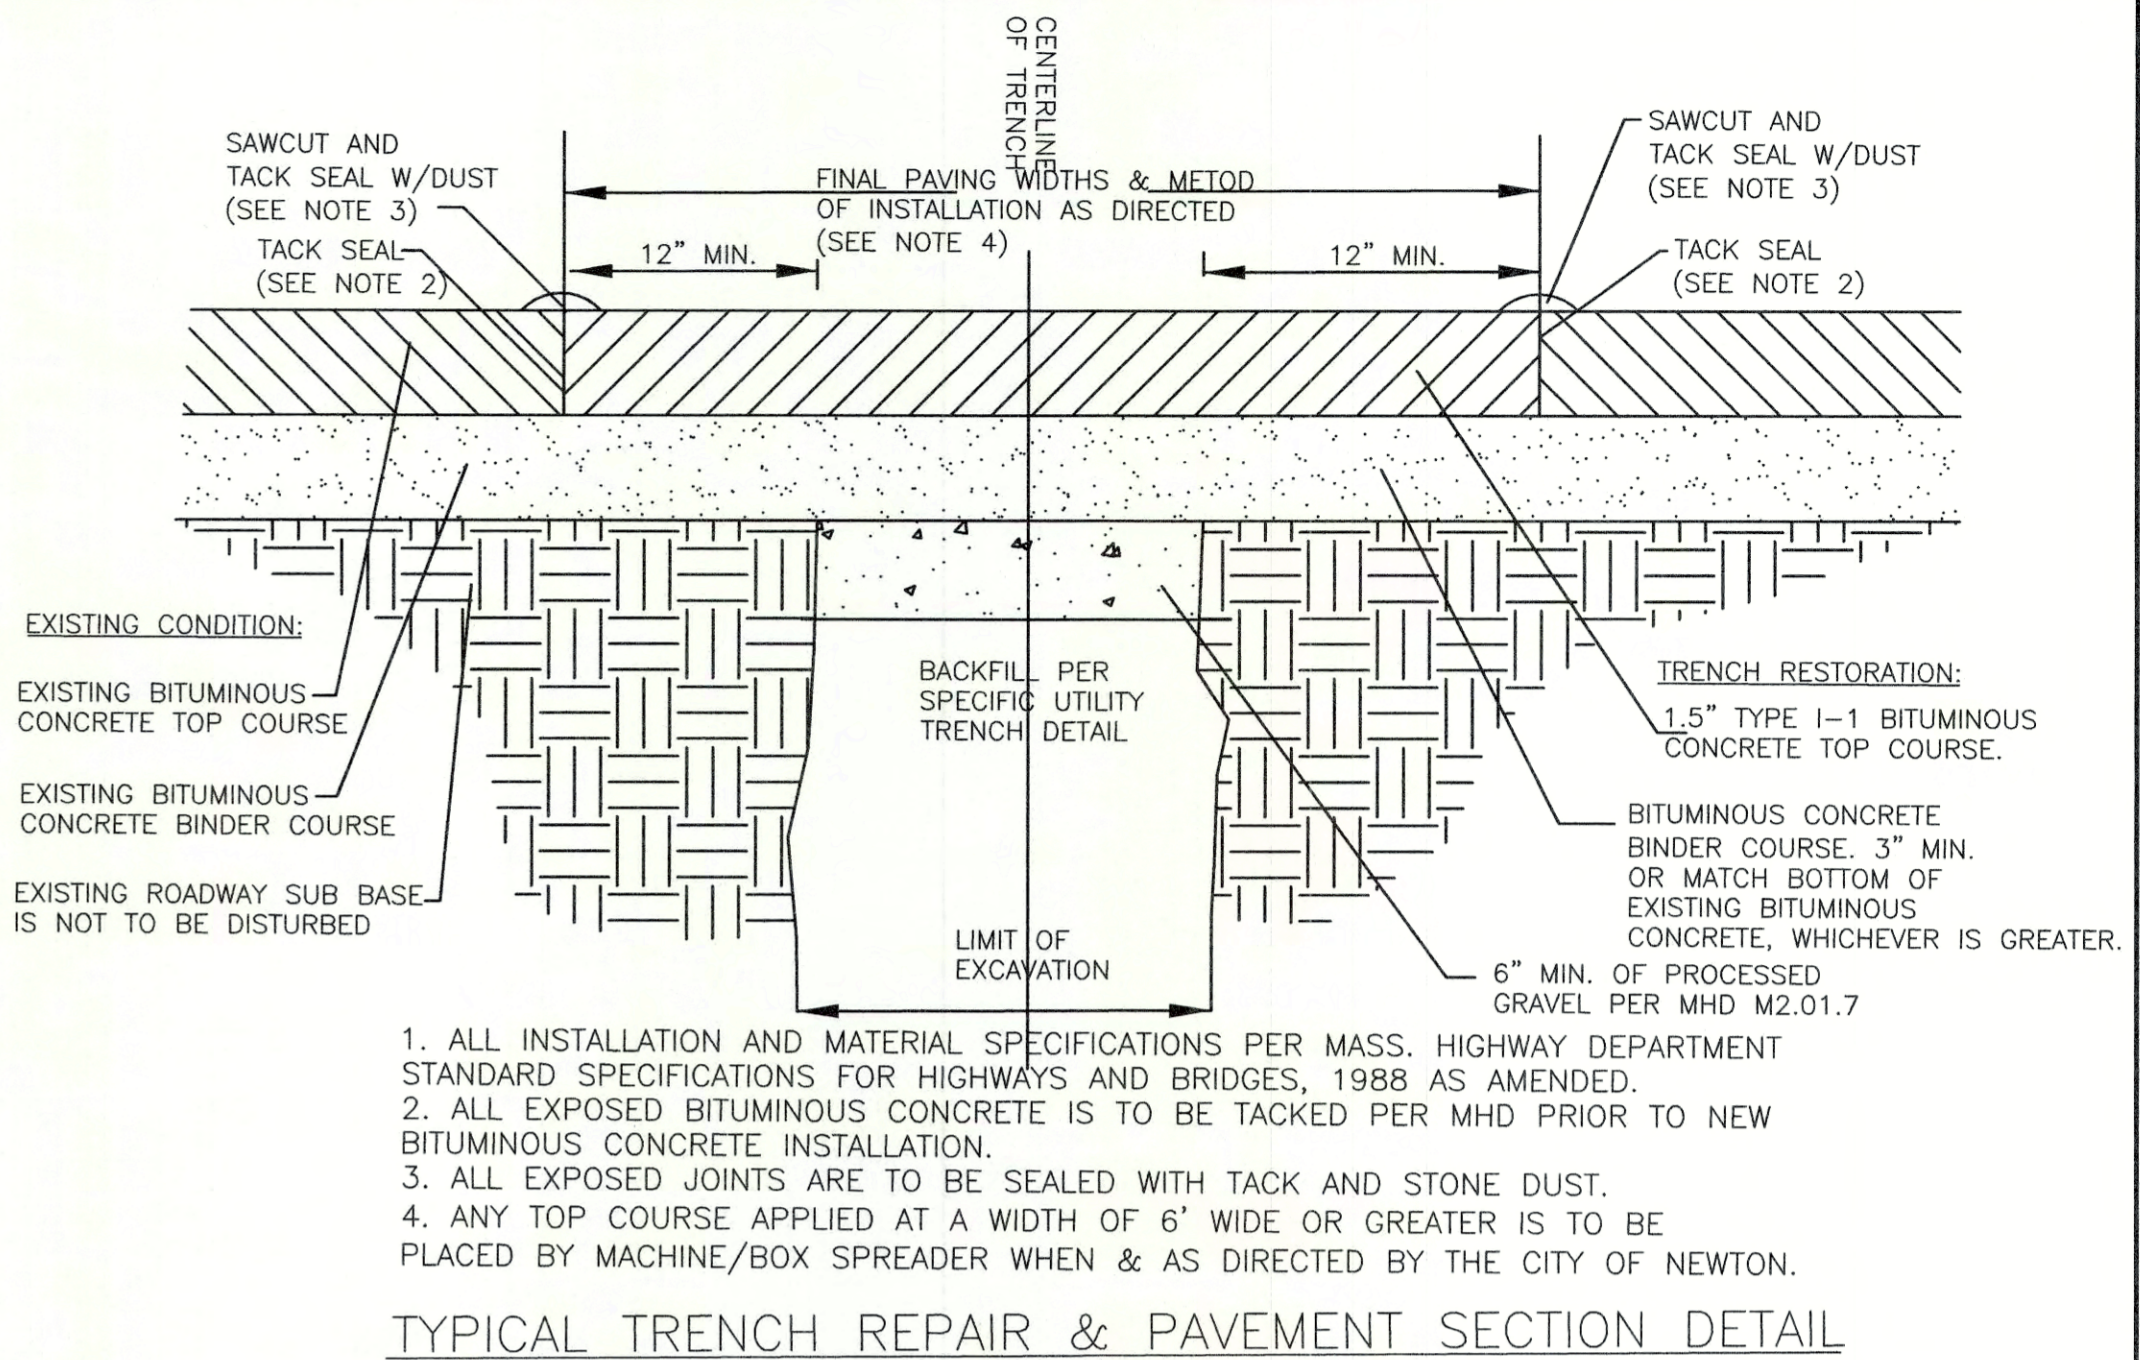 CENTERLINE
OF TRENCH
SAWCUT AND
TACK SEAL W/DUST
(SEE NOTE 3)
TACK SEAL
(SEE NOTE 2)
FINAL PAVING WIDTHS & METOD
OF INSTALLATION AS DIRECTED
(SEE NOTE 4)
12" MIN.
12" MIN.
SAWCUT AND
TACK SEAL W/DUST
(SEE NOTE 3)
TACK SEAL
(SEE NOTE 2)
EXISTING CONDITION:
EXISTING BITUMINOUS
CONCRETE TOP COURSE
EXISTING BITUMINOUS
CONCRETE BINDER COURSE
EXISTING ROADWAY SUB BASE
IS NOT TO BE DISTURBED
BACKFILL PER
SPECIFIC UTILITY
TRENCH DETAIL
LIMIT OF
EXCAVATION
TRENCH RESTORATION:
1.5" TYPE I-1 BITUMINOUS
CONCRETE TOP COURSE.
BITUMINOUS CONCRETE
BINDER COURSE. 3" MIN.
OR MATCH BOTTOM OF
EXISTING BITUMINOUS
CONCRETE, WHICHEVER IS GREATER.
6" MIN. OF PROCESSED
GRAVEL PER MHD M2.01.7
1. ALL INSTALLATION AND MATERIAL SPECIFICATIONS PER MASS. HIGHWAY DEPARTMENT
STANDARD SPECIFICATIONS FOR HIGHWAYS AND BRIDGES, 1988 AS AMENDED.
2. ALL EXPOSED BITUMINOUS CONCRETE IS TO BE TACKED PER MHD PRIOR TO NEW
BITUMINOUS CONCRETE INSTALLATION.
3. ALL EXPOSED JOINTS ARE TO BE SEALED WITH TACK AND STONE DUST.
4. ANY TOP COURSE APPLIED AT A WIDTH OF 6' WIDE OR GREATER IS TO BE
PLACED BY MACHINE/BOX SPREADER WHEN & AS DIRECTED BY THE CITY OF NEWTON.
TYPICAL TRENCH REPAIR & PAVEMENT SECTION DETAIL